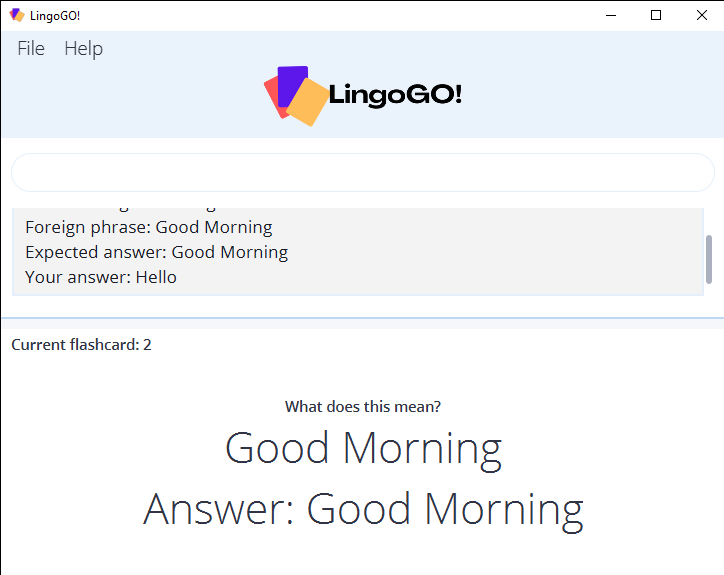 LingoGO!
File Help
LingoGO!
Foreign phrase: Good Morning
Expected answer: Good Morning
Your answer: Hello
Current flashcard: 2
What does this mean?
Good Morning
Answer: Good Morning